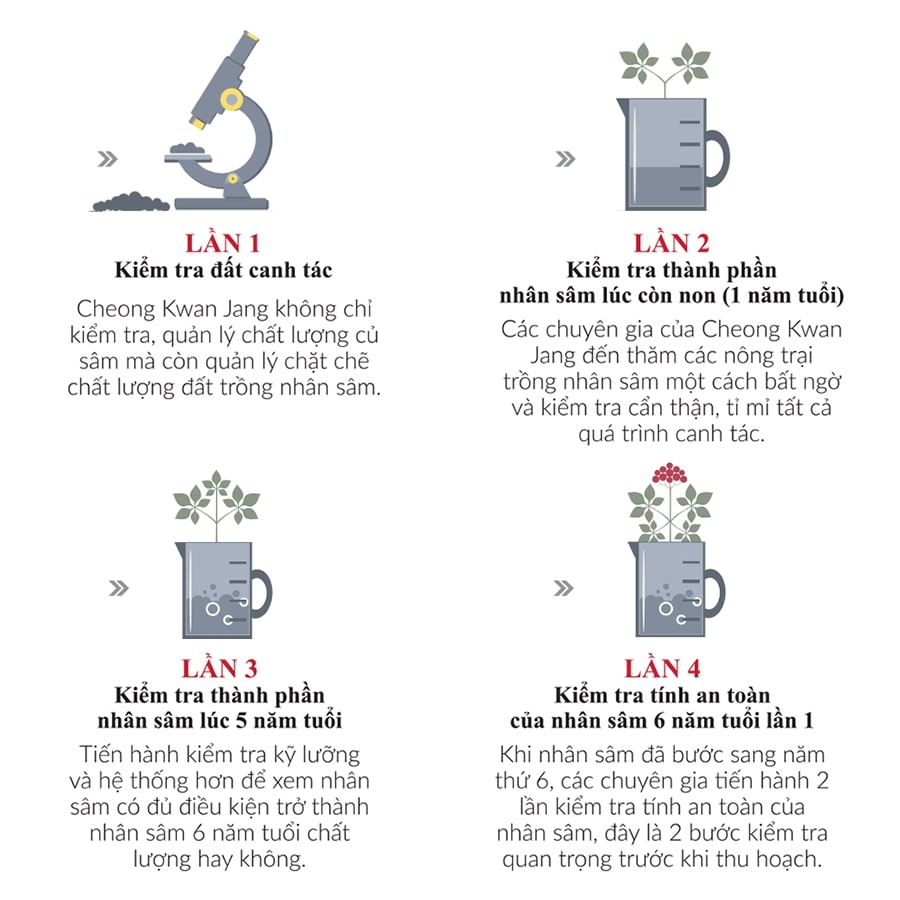 LẦN 1
Kiểm tra đất canh tác
Cheong Kwan Jang không chỉ
kiểm tra, quản lý chất lượng củ
sâm mà còn quản lý chặt chẽ
chất lượng đất trồng nhân sâm.
LẦN 2
Kiểm tra thành phần
nhân sâm lúc còn non (1 năm tuổi)
Các chuyên gia của Cheong Kwan
Jang đến thăm các nông trại
trồng nhân sâm một cách bất ngờ
và kiểm tra cẩn thận, tỉ mỉ tất cả
quá trình canh tác.
LẦN 3
Kiểm tra thành phần
nhân sâm lúc 5 năm tuổi
Tiến hành kiểm tra kỹ lưỡng
và hệ thống hơn để xem nhân
sâm có đủ điều kiện trở thành
nhân sâm 6 năm tuổi chất
lượng hay không.
LẦN 4
Kiểm tra tính an toàn
của nhân sâm 6 năm tuổi lần 1
Khi nhân sâm đã bước sang năm
thứ 6, các chuyên gia tiến hành 2
lần kiểm tra tính an toàn của
nhân sâm, đây là 2 bước kiểm tra
quan trọng trước khi thu hoạch.